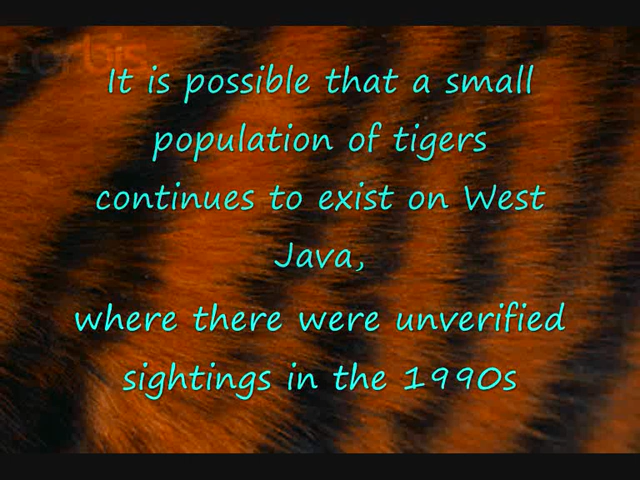 corbis
It is possible that a small
population of tigers
continues to exist on West
Java,
where there were unverified
sightings in the 1990s